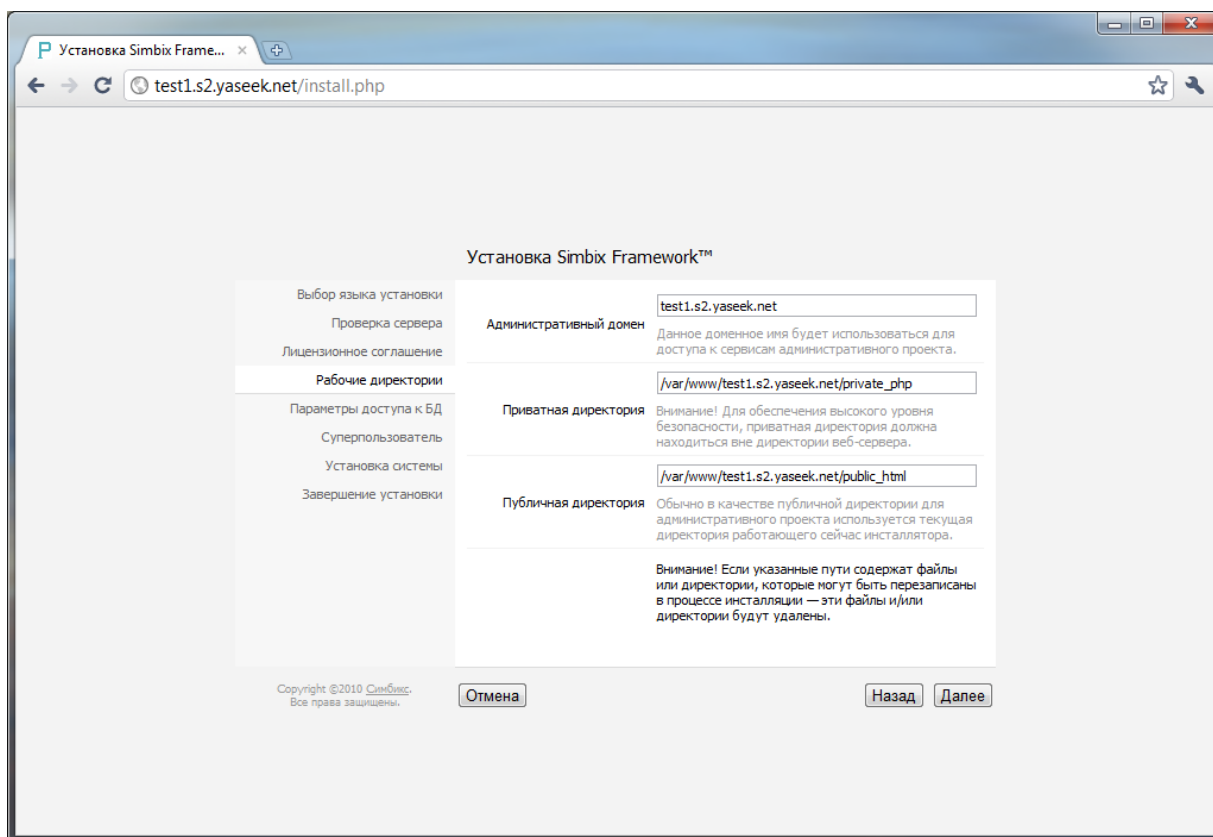 Установка Simbix Frame...
test1.s2.yaseek.net/install.php
Установка Simbix Framework™
Выбор языка установки
Проверка сервера
Лицензионное соглашение
Рабочие директории
Параметры доступа к БД
Суперпользователь
Установка системы
Завершение установки
Административный домен
test1.s2.yaseek.net
Данное доменное имя будет использоваться для
доступа к сервисам административного проекта.
Приватная директория
/var/www/test1.s2.yaseek.net/private_php
Внимание! Для обеспечения высокого уровня
безопасности, приватная директория должна
находиться вне директории веб-сервера.
Публичная директория
/var/www/test1.s2.yaseek.net/public_html
Обычно в качестве публичной директории для
административного проекта используется текущая
директория работающего сейчас инсталлятора.
Внимание! Если указанные пути содержат файлы
или директории, которые могут быть перезаписаны
в процессе инсталляции — эти файлы и/или
директории будут удалены.
Copyright ©2010 Симбикс.
Все права защищены.
Отмена
Назад
Далее